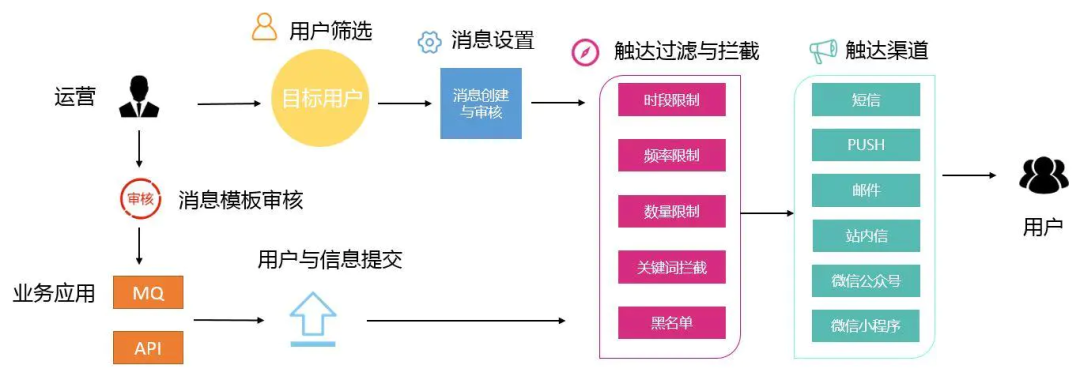 用户筛选
消息设置
触达过滤与拦截
触达渠道
运营
目标用户
消息创建
与审核
时段限制
频率限制
数量限制
关键词拦截
黑名单
短信
PUSH
邮件
站内信
微信公众号
微信小程序
用户
审核
消息模板审核
业务应用
MQ
API
用户与信息提交